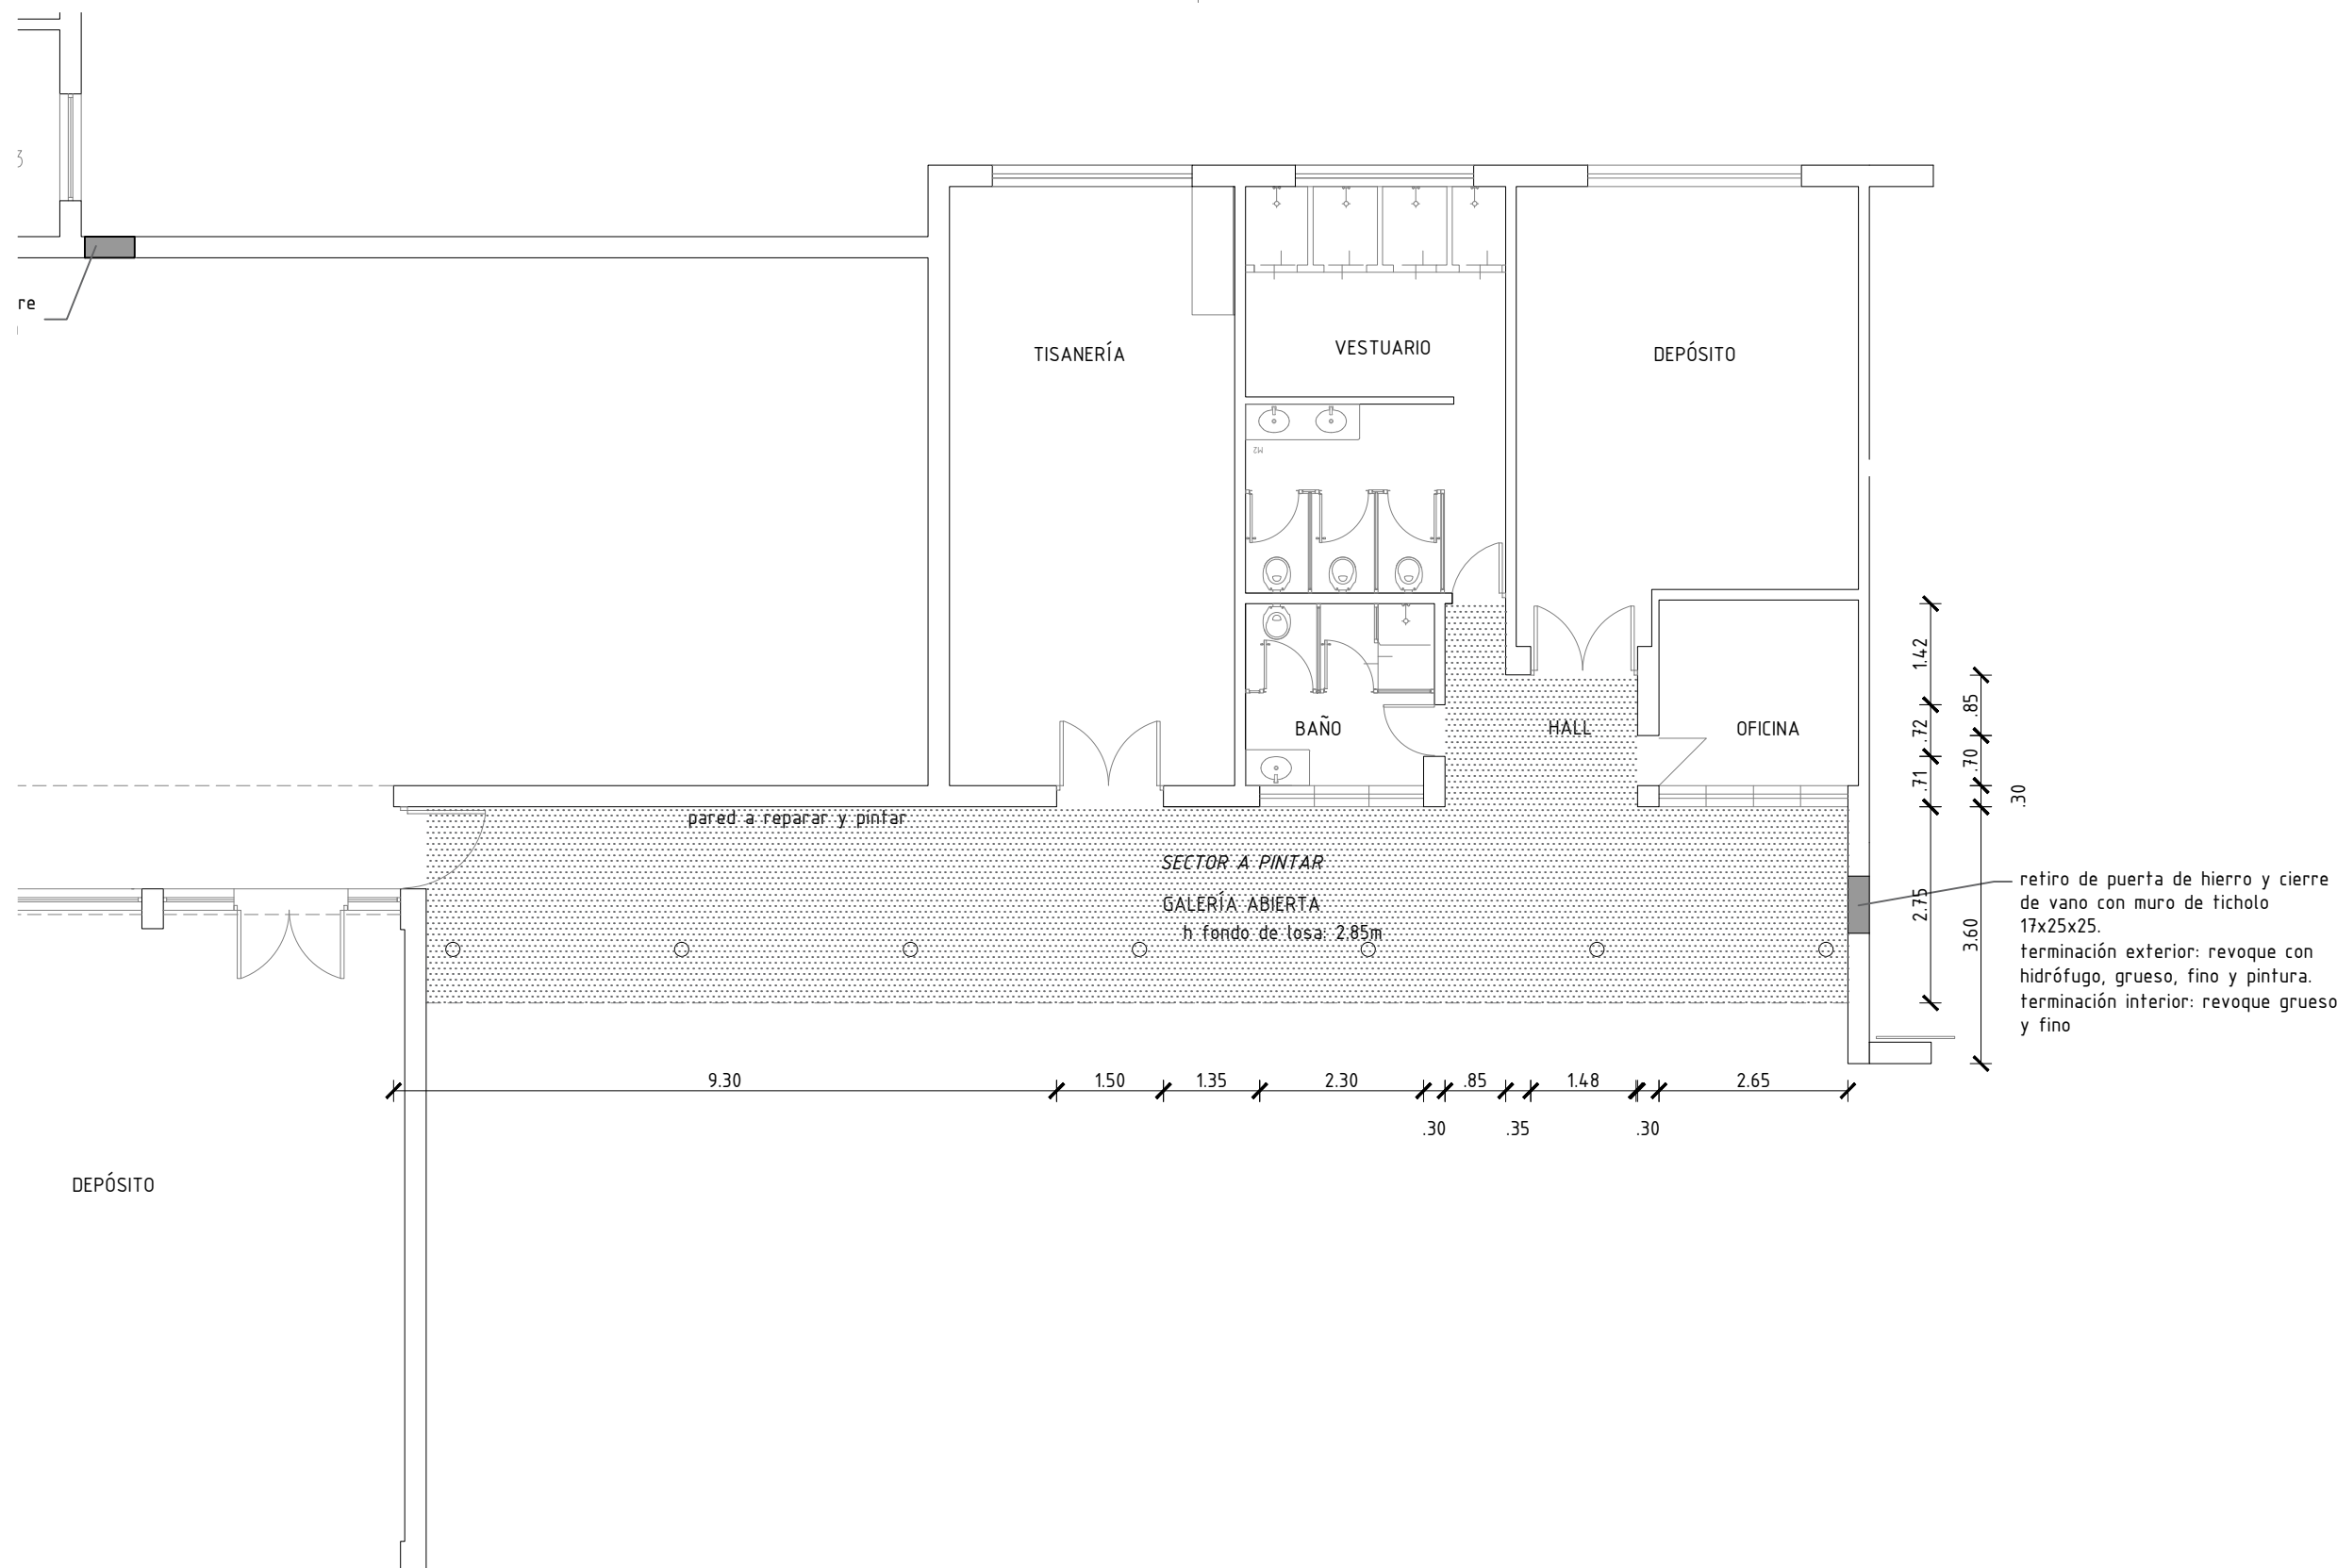 3
re
TISANERÍA
VESTUARIO
DEPÓSITO
M2
BAÑO
HALL
OFICINA
1.42
.85
.72
.70
.71
.30
pared a reparar y pintar
SECTOR A PINTAR
GALERÍA ABIERTA
h fondo de losa: 2.85m
2.75
3.60
retiro de puerta de hierro y cierre
de vano con muro de ticholo
17x25x25.
terminación exterior: revoque con
hidrófugo, grueso, fino y pintura.
terminación interior: revoque grueso
y fino
9.30
1.50
1.35
2.30
.85
1.48
2.65
.30
.35
.30
DEPÓSITO